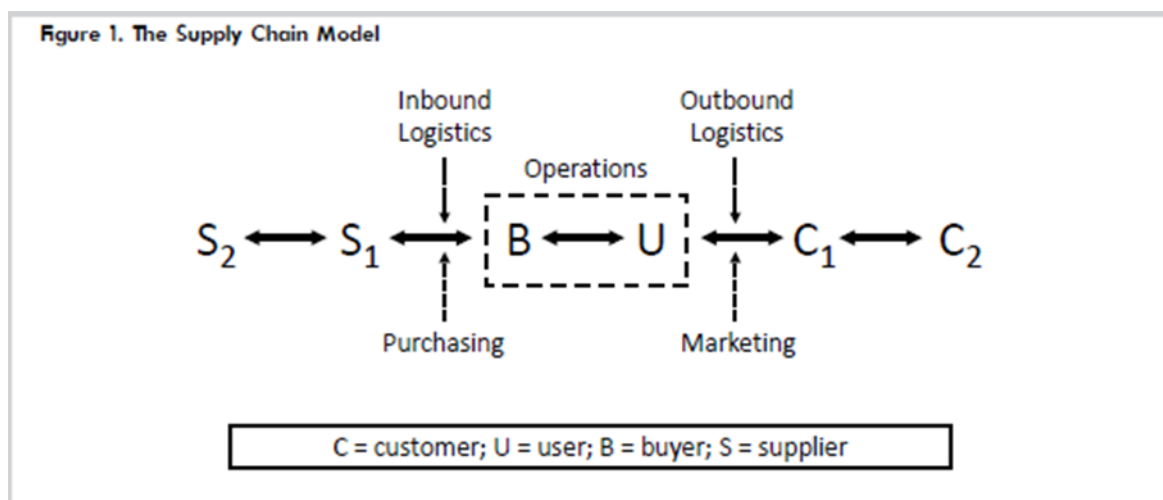 Figure 1. The Supply Chain Model
Inbound
Logistics
Outbound
Logistics
Operations
S₂ S₁ B U C₁ C₂
Purchasing
Marketing
C = customer; U = user; B = buyer; S = supplier